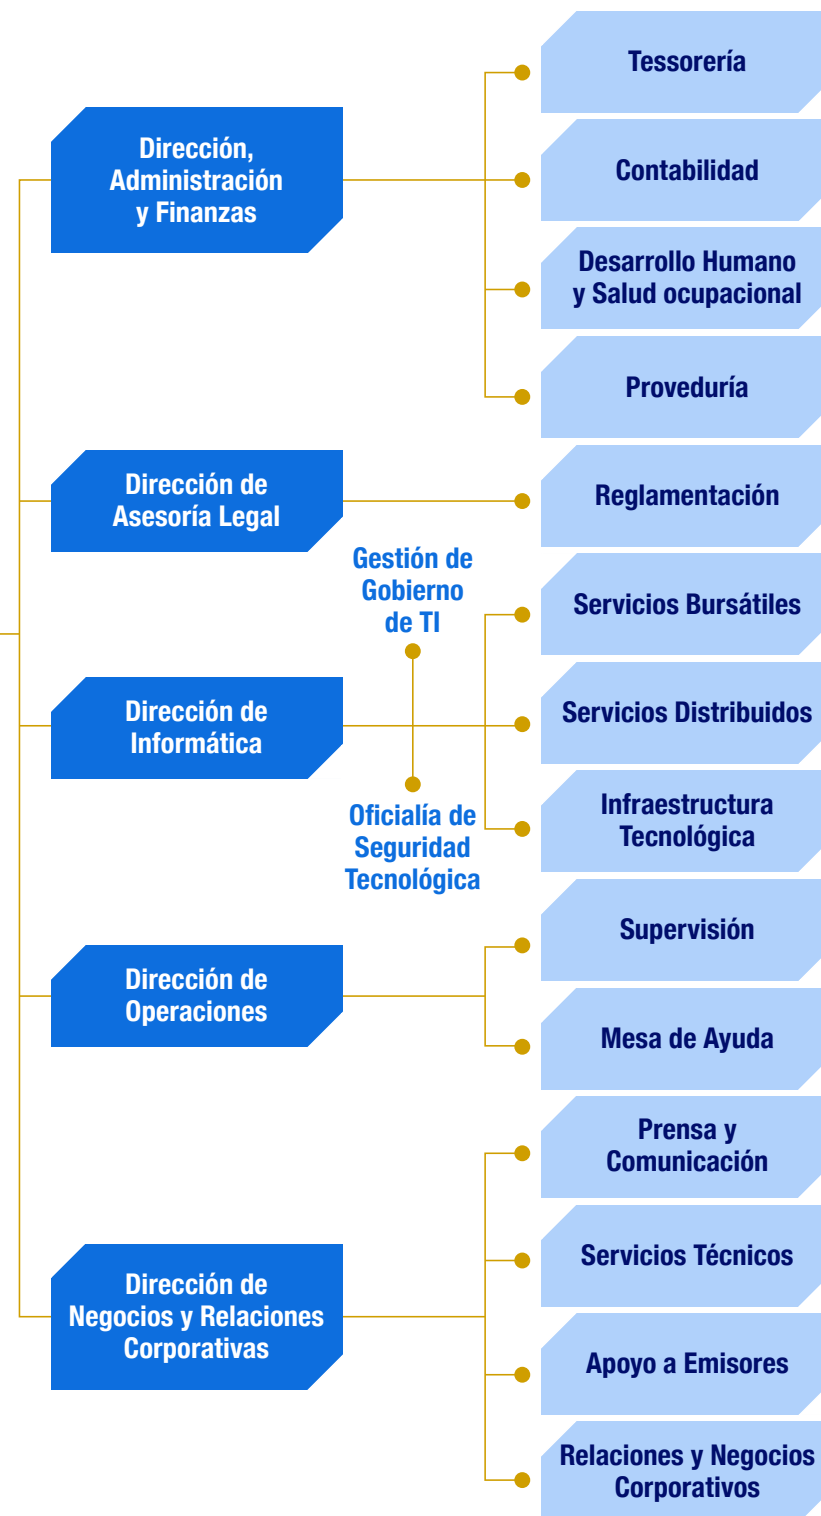 Dirección,
Administración
y Finanzas
Tessorería
Contabilidad
Desarrollo Humano
y Salud ocupacional
Proveduría
Dirección de
Asesoría Legal
Reglamentación
Dirección de
Informática
Gestión de
Gobierno
de TI
Oficialía de
Seguridad
Tecnológica
Servicios Bursátiles
Servicios Distribuidos
Infraestructura
Tecnológica
Dirección de
Operaciones
Supervisión
Mesa de Ayuda
Dirección de
Negocios y Relaciones
Corporativas
Prensa y
Comunicación
Servicios Técnicos
Apoyo a Emisores
Relaciones y Negocios
Corporativos